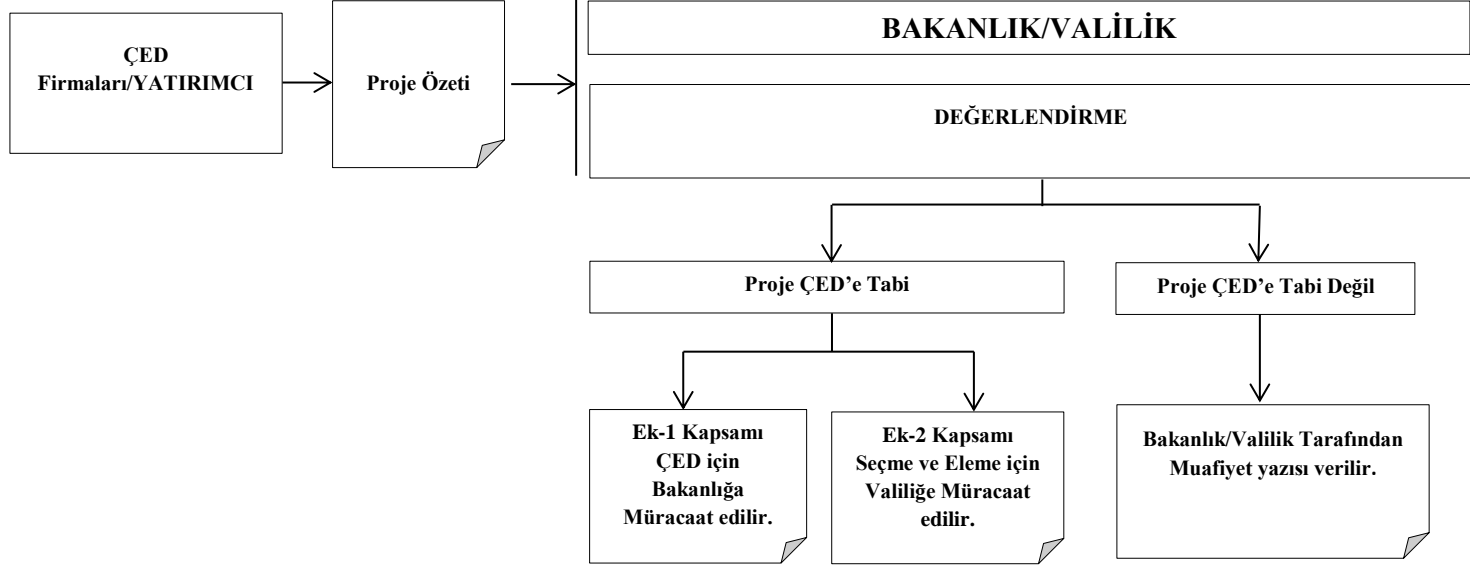 ÇED
Firmaları/YATIRIMCI
Proje Özeti
BAKANLIK/VALİLİK
DEĞERLENDİRME
Proje ÇED’e Tabi
Proje ÇED’e Tabi Değil
Ek-1 Kapsamı
ÇED için
Bakanlığa
Müracaat edilir.
Ek-2 Kapsamı
Seçme ve Eleme için
Valiliğe Müracaat
edilir.
Bakanlık/Valilik Tarafından
Muafiyet yazısı verilir.